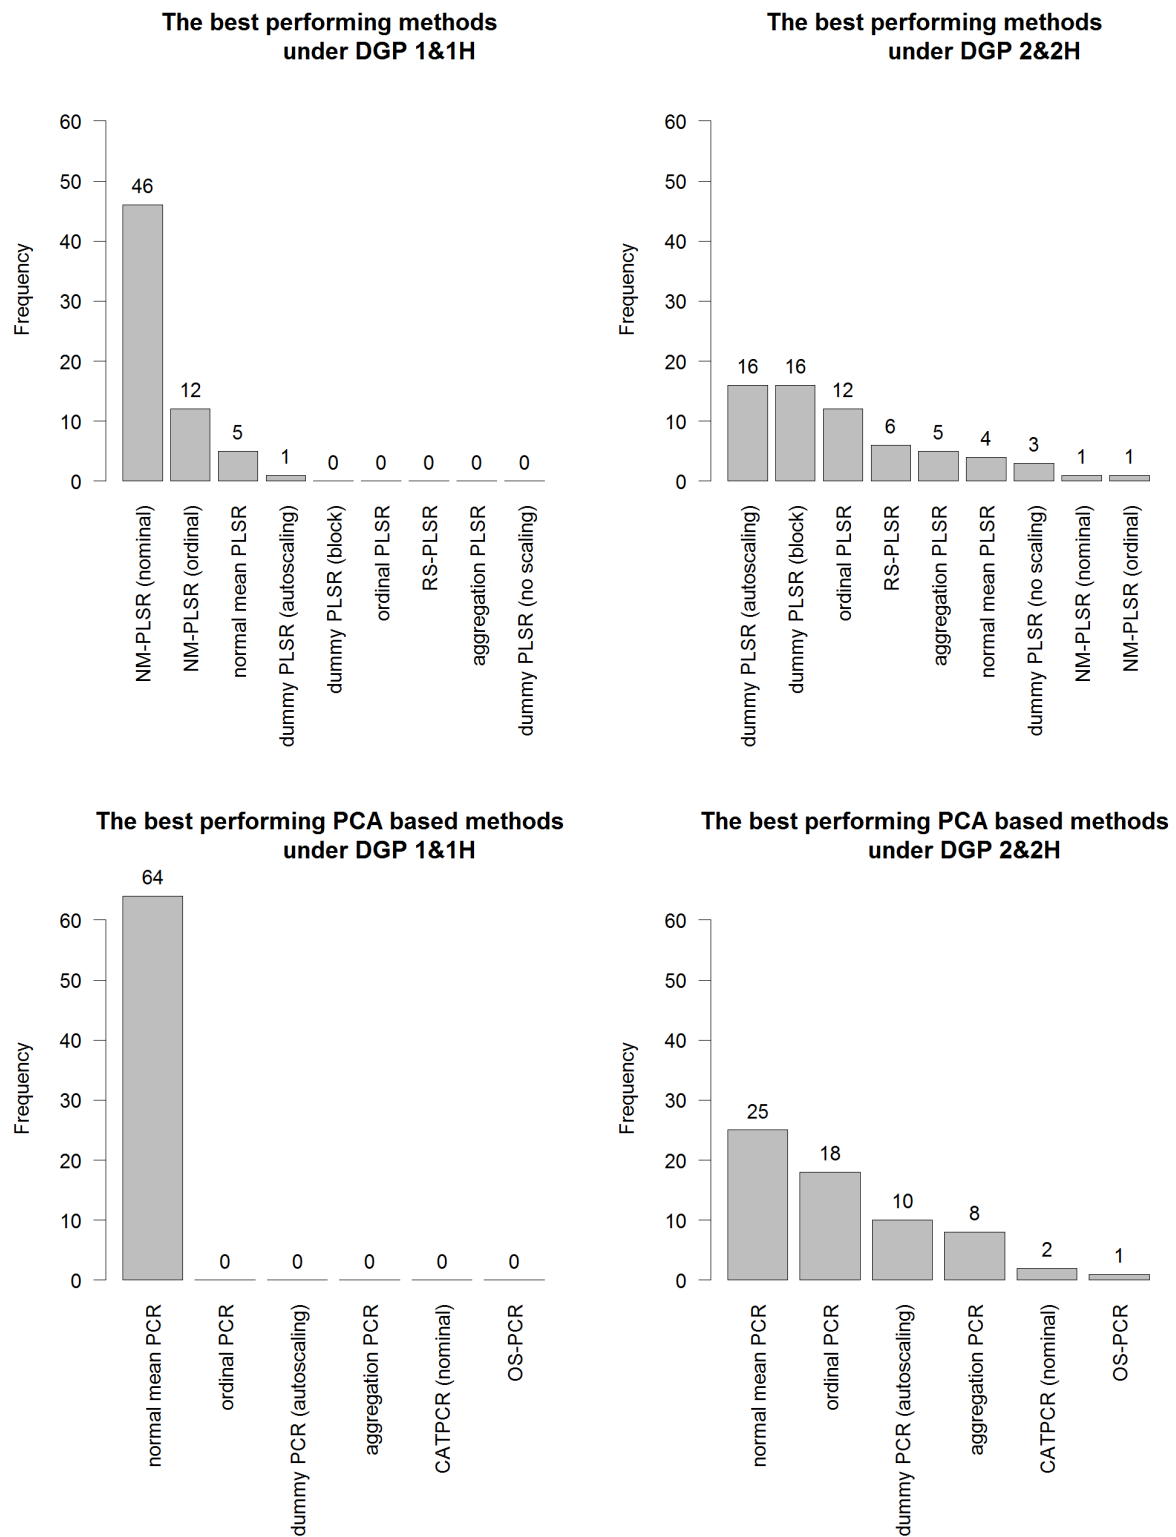 The best performing methods
under DGP 1&1H
Frequency
60
50
40
30
20
10
0
46
12
5
1
0
0
0
0
0
NM-PLSR (nominal)
NM-PLSR (ordinal)
normal mean PLSR
dummy PLSR (autoscaling)
dummy PLSR (block)
ordinal PLSR
RS-PLSR
aggregation PLSR
dummy PLSR (no scaling)
The best performing methods
under DGP 2&2H
Frequency
60
50
40
30
20
10
0
16
16
12
6
5
4
3
1
1
dummy PLSR (autoscaling)
dummy PLSR (block)
ordinal PLSR
RS-PLSR
aggregation PLSR
normal mean PLSR
dummy PLSR (no scaling)
NM-PLSR (nominal)
NM-PLSR (ordinal)
The best performing PCA based methods
under DGP 1&1H
Frequency
60
50
40
30
20
10
0
64
0
0
0
0
0
normal mean PCR
ordinal PCR
dummy PCR (autoscaling)
aggregation PCR
CATPCR (nominal)
OS-PCR
The best performing PCA based methods
under DGP 2&2H
Frequency
60
50
40
30
20
10
0
25
18
10
8
2
1
normal mean PCR
ordinal PCR
dummy PCR (autoscaling)
aggregation PCR
CATPCR (nominal)
OS-PCR